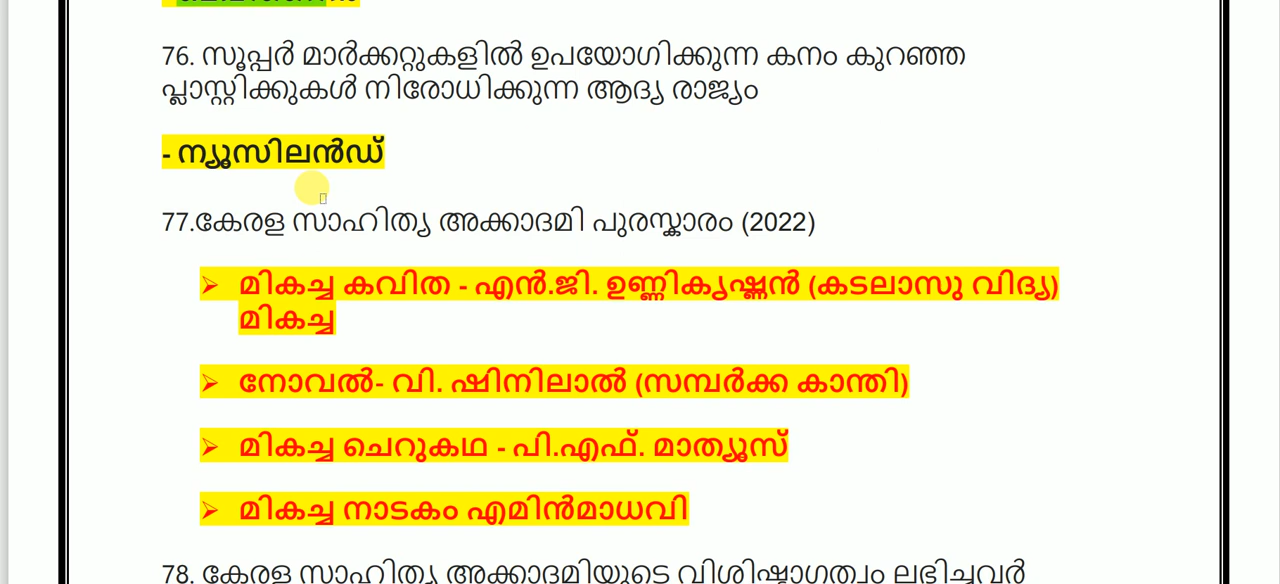 76. സൂപ്പർ മാർക്കറ്റുകളിൽ ഉപയോഗിക്കുന്ന കനം കുറഞ്ഞ
പ്ലാസ്റ്റിക്കുകൾ നിരോധിക്കുന്ന ആദ്യ രാജ്യം
- ന്യൂസിലൻഡ്
77.കേരള സാഹിത്യ അക്കാദമി പുരസ്കാരം (2022)
➢ മികച്ച കവിത - എൻ.ജി. ഉണ്ണികൃഷ്ണൻ (കടലാസു വിദ്യ)
മികച്ച
➢ നോവൽ- വി. ഷിനിലാൽ (സമ്പർക്ക കാന്തി)
➢ മികച്ച ചെറുകഥ - പി.എഫ്. മാത്യൂസ്
➢ മികച്ച നാടകം എമിൻമാധവി
78. കേരള സാഹിത്യ അക്കാദമിയുടെ വിശിഷ്ടാഗത്വം ലഭിച്ചവർ